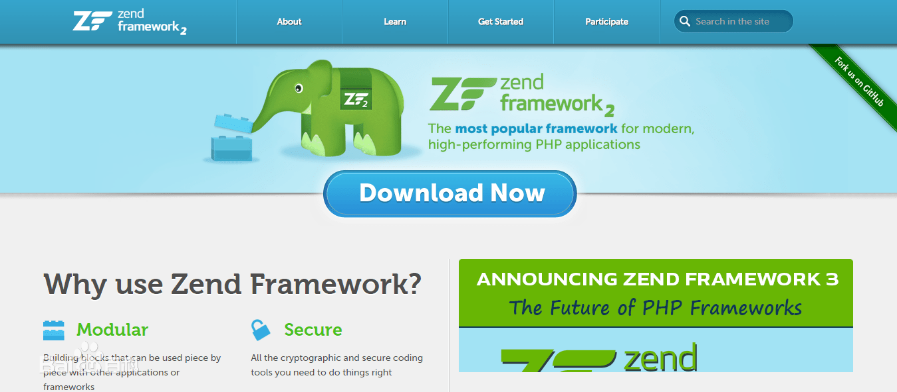 ZF zend
framework 2
About
Learn
Get Started
Participate
Search in the site
Fork us on GitHub
ZF 2
ZF zend
framework 2
The most popular framework for modern,
high-performing PHP applications
Download Now
Why use Zend Framework?
Modular
Building blocks that can be used piece by
piece with other applications or
frameworks
Secure
All the cryptographic and secure coding
tools you need to do things right
ANNOUNCING ZEND FRAMEWORK 3
The Future of PHP Frameworks
ZF zend